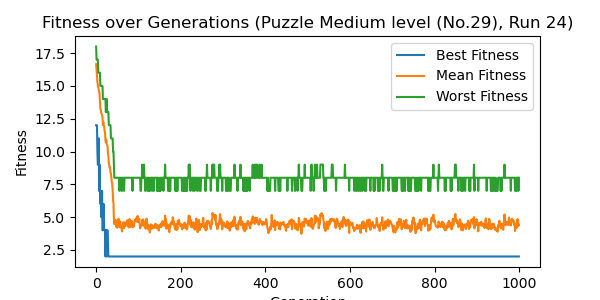 Fitness over Generations (Puzzle Medium level (No.29), Run 24)
17.5
15.0
12.5
10.0
7.5
5.0
2.5
Fitness
Best Fitness
Mean Fitness
Worst Fitness
0 200 400 600 800 1000
Generation